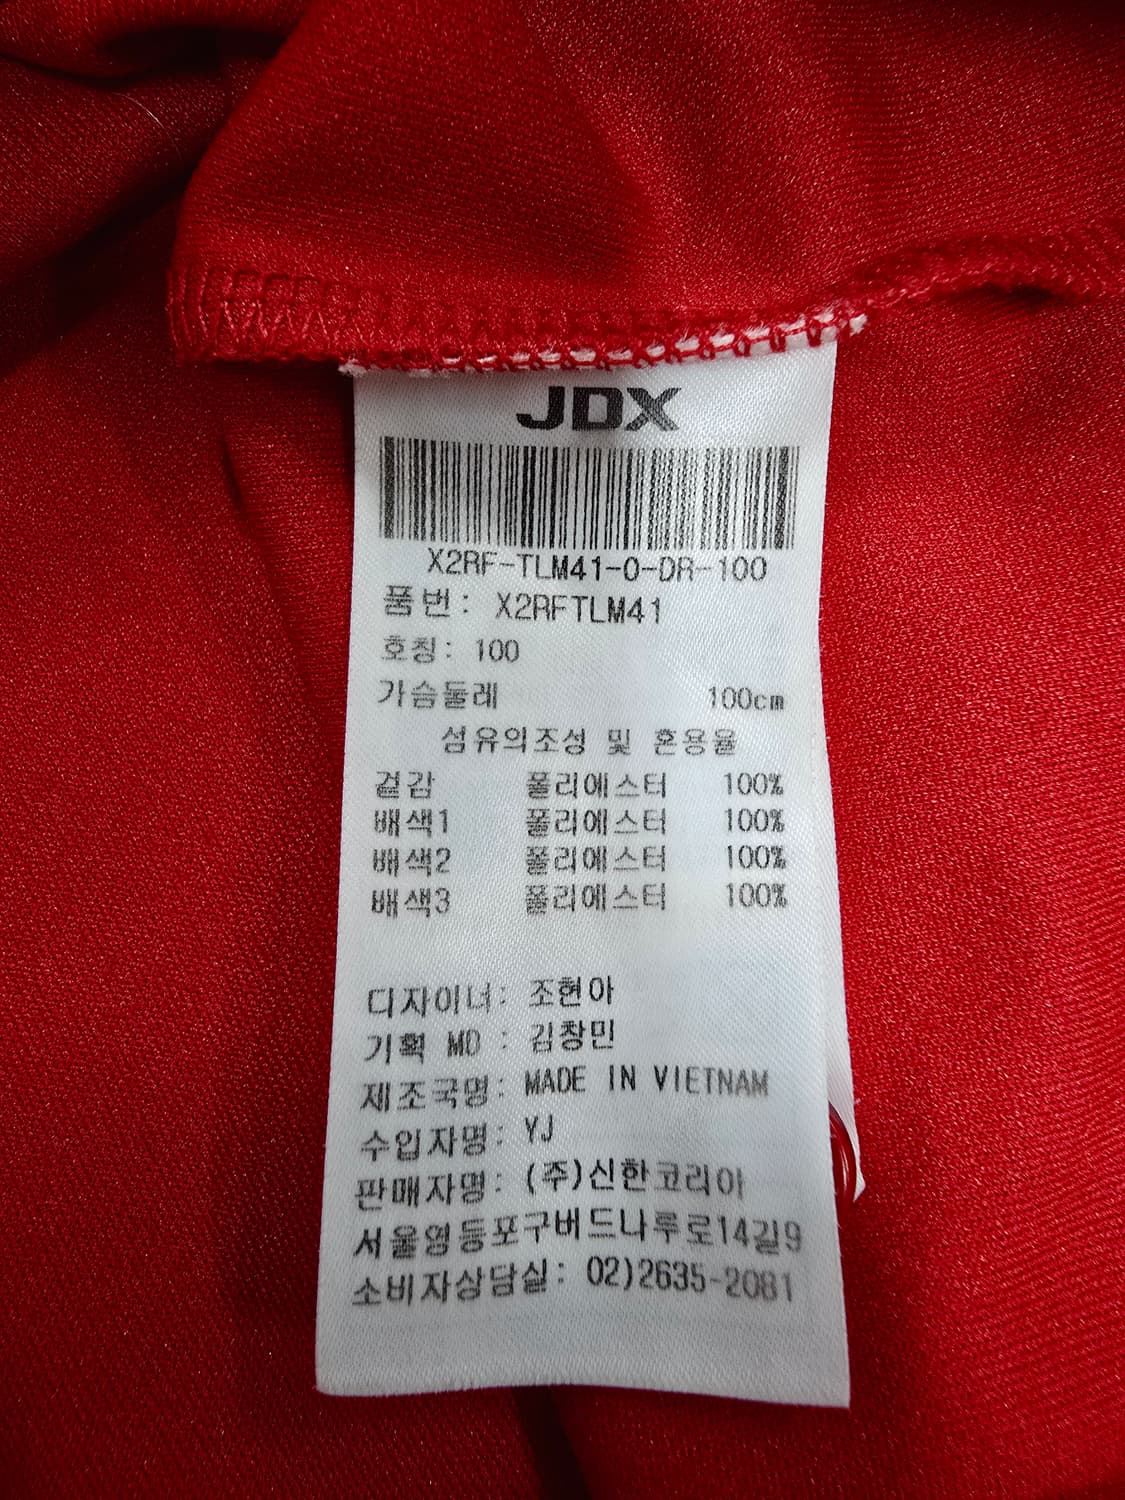 JDX
X2RF-TLM41-0-DR-100
품번: X2RFTLM41
호칭: 100
가슴둘레 100cm
섬유의조성 및 혼용율
겉감 폴리에스터 100%
배색1 폴리에스터 100%
배색2 폴리에스터 100%
배색3 폴리에스터 100%
디자이너: 조현아
기획 MD : 김창민
제조국명: MADE IN VIETNAM
수입자명: YJ
판매자명: (주)신한코리아
서울영등포구버드나루로14길9
소비자상담실: 02)2635-2081